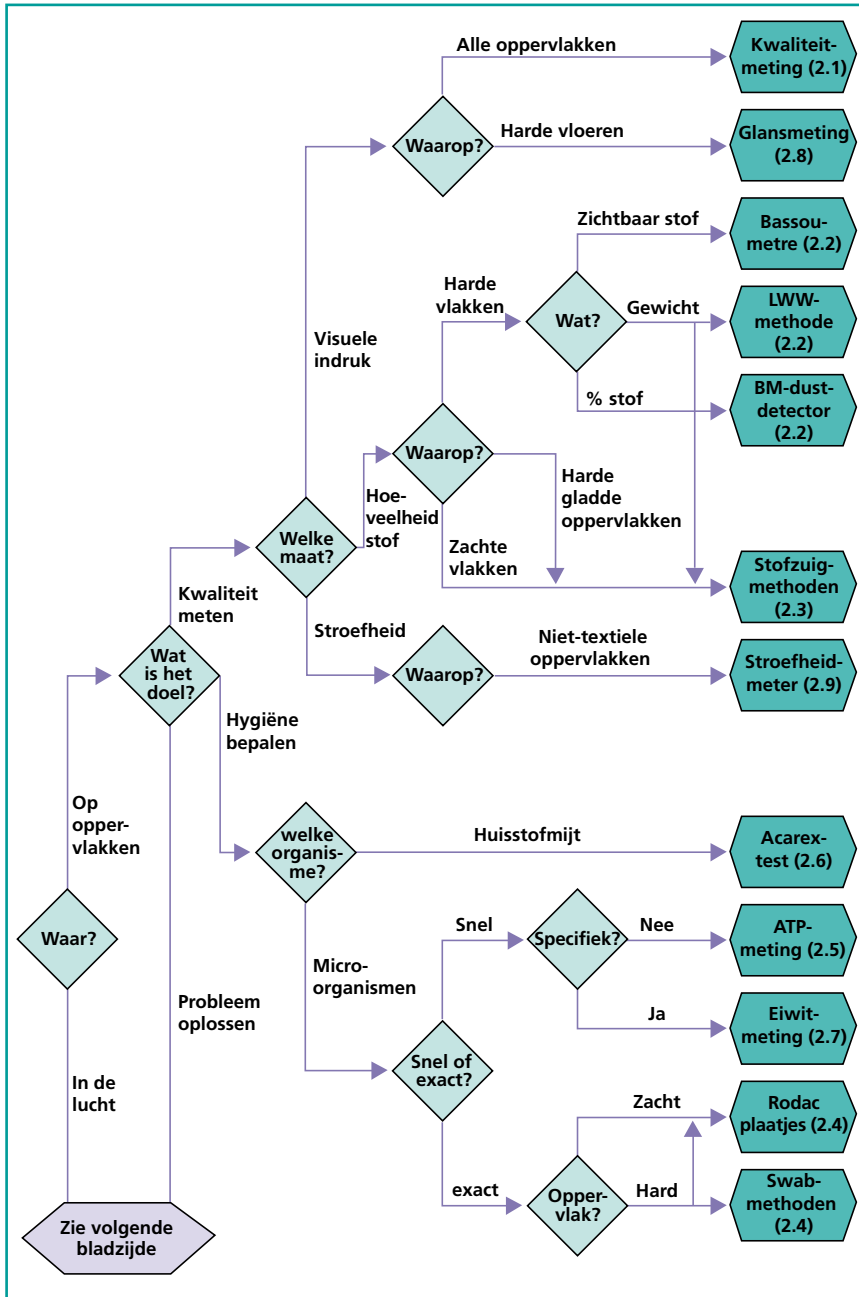 Alle oppervlakken
Kwaliteit-
meting (2.1)
Waarop?
Harde vloeren
Glansmeting
(2.8)
Zichtbaar stof
Bassou-
metre (2.2)
Harde
vlakken
Wat?
Gewicht
LWW-
methode
(2.2)
Visuele
indruk
% stof
BM-dust-
detector
(2.2)
Waarop?
Harde
gladde
oppervlakken
Hoe-
veelheid
stof
Welke
maat?
Zachte
vlakken
Stofzuig-
methoden
(2.3)
Kwaliteit
meten
Stroefheid
Niet-textiele
oppervlakken
Waarop?
Stroefheid-
meter (2.9)
Wat
is het
doel?
Hygiëne
bepalen
Op
opper-
vlakken
welke
organis-
me?
Huisstofmijt
Acarex-
test (2.6)
Waar?
Snel
Specifiek?
Nee
ATP-
meting (2.5)
Micro-
organismen
Probleem
oplossen
Ja
Eiwit-
meting (2.7)
Snel of
exact?
In de
lucht
Zacht
Rodac
plaatjes (2.4)
exact
Opper-
vlak?
Hard
Swab-
methoden
(2.4)
Zie volgende
bladzijde